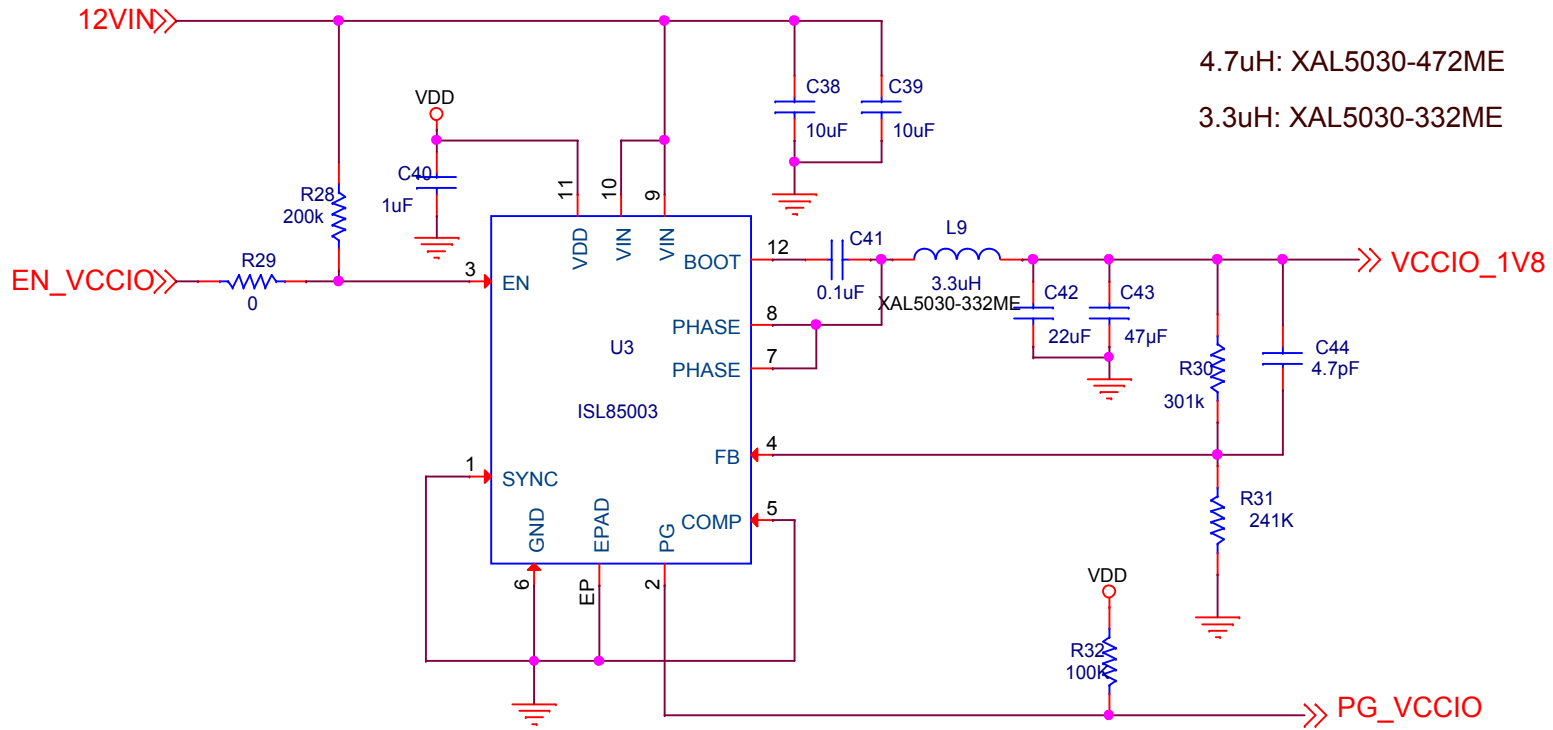 12VIN
4.7uH: XAL5030-472ME
3.3uH: XAL5030-332ME
VDD
C38
10uF
C39
10uF
C40
1uF
R28
200k
11
10
9
VDD
VIN
VIN
EN_VCCIO
R29
0
3
EN
BOOT
12
C41
0.1uF
L9
3.3uH
XAL5030-332ME
VCCIO_1V8
C42
22uF
C43
47µF
PHASE
8
PHASE
7
U3
ISL85003
R30
301k
C44
4.7pF
FB
4
1
SYNC
COMP
5
GND
EPAD
PG
6
EP
2
R31
241K
VDD
R32
100K
PG_VCCIO